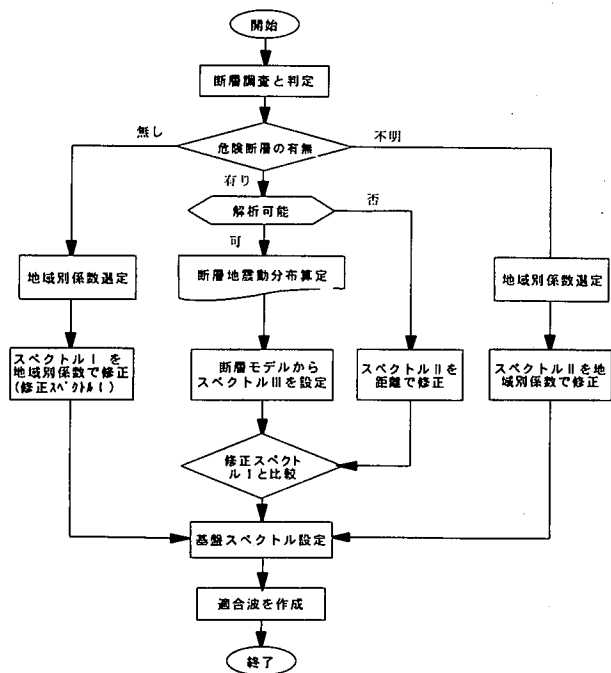 開始
断層調査と判定
無し
危険断層の有無
不明
有り
解析可能
否
可
地域別係数選定
断層地震動分布算定
地域別係数選定
スペクトルⅠを
地域別係数で修正
(修正スペクトルⅠ)
断層モデルから
スペクトルⅢを設定
スペクトルⅡを
距離で修正
スペクトルⅡを地
域別係数で修正
修正スペクト
ルⅠと比較
基盤スペクトル設定
適合波を作成
終了